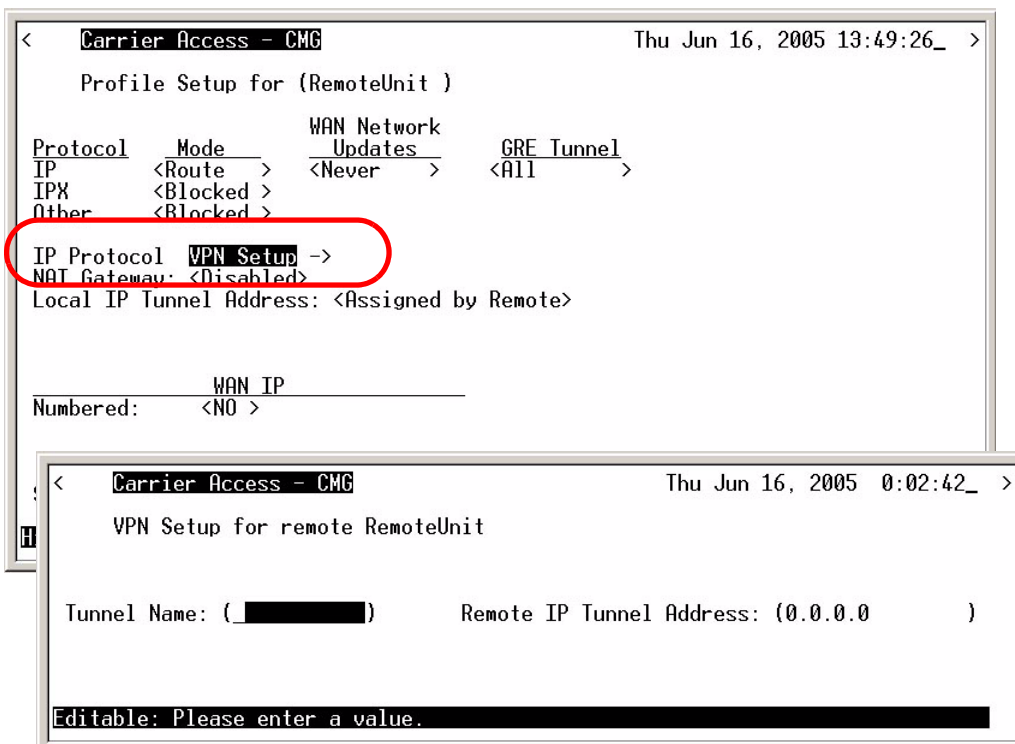 < Carrier Access - CMG Thu Jun 16, 2005 13:49:26_ >
Profile Setup for (RemoteUnit )
WAN Network
Protocol Mode Updates GRE Tunnel
IP <Route > <Never > <All >
IPX <Blocked >
Other <Blocked >
IP Protocol VPN Setup ->
NAT Gateway: <Disabled>
Local IP Tunnel Address: <Assigned by Remote>
WAN IP
Numbered: <NO >
< Carrier Access - CMG Thu Jun 16, 2005 0:02:42_ >
VPN Setup for remote RemoteUnit
Tunnel Name: (_ ) Remote IP Tunnel Address: (0.0.0.0 )
Editable: Please enter a value.